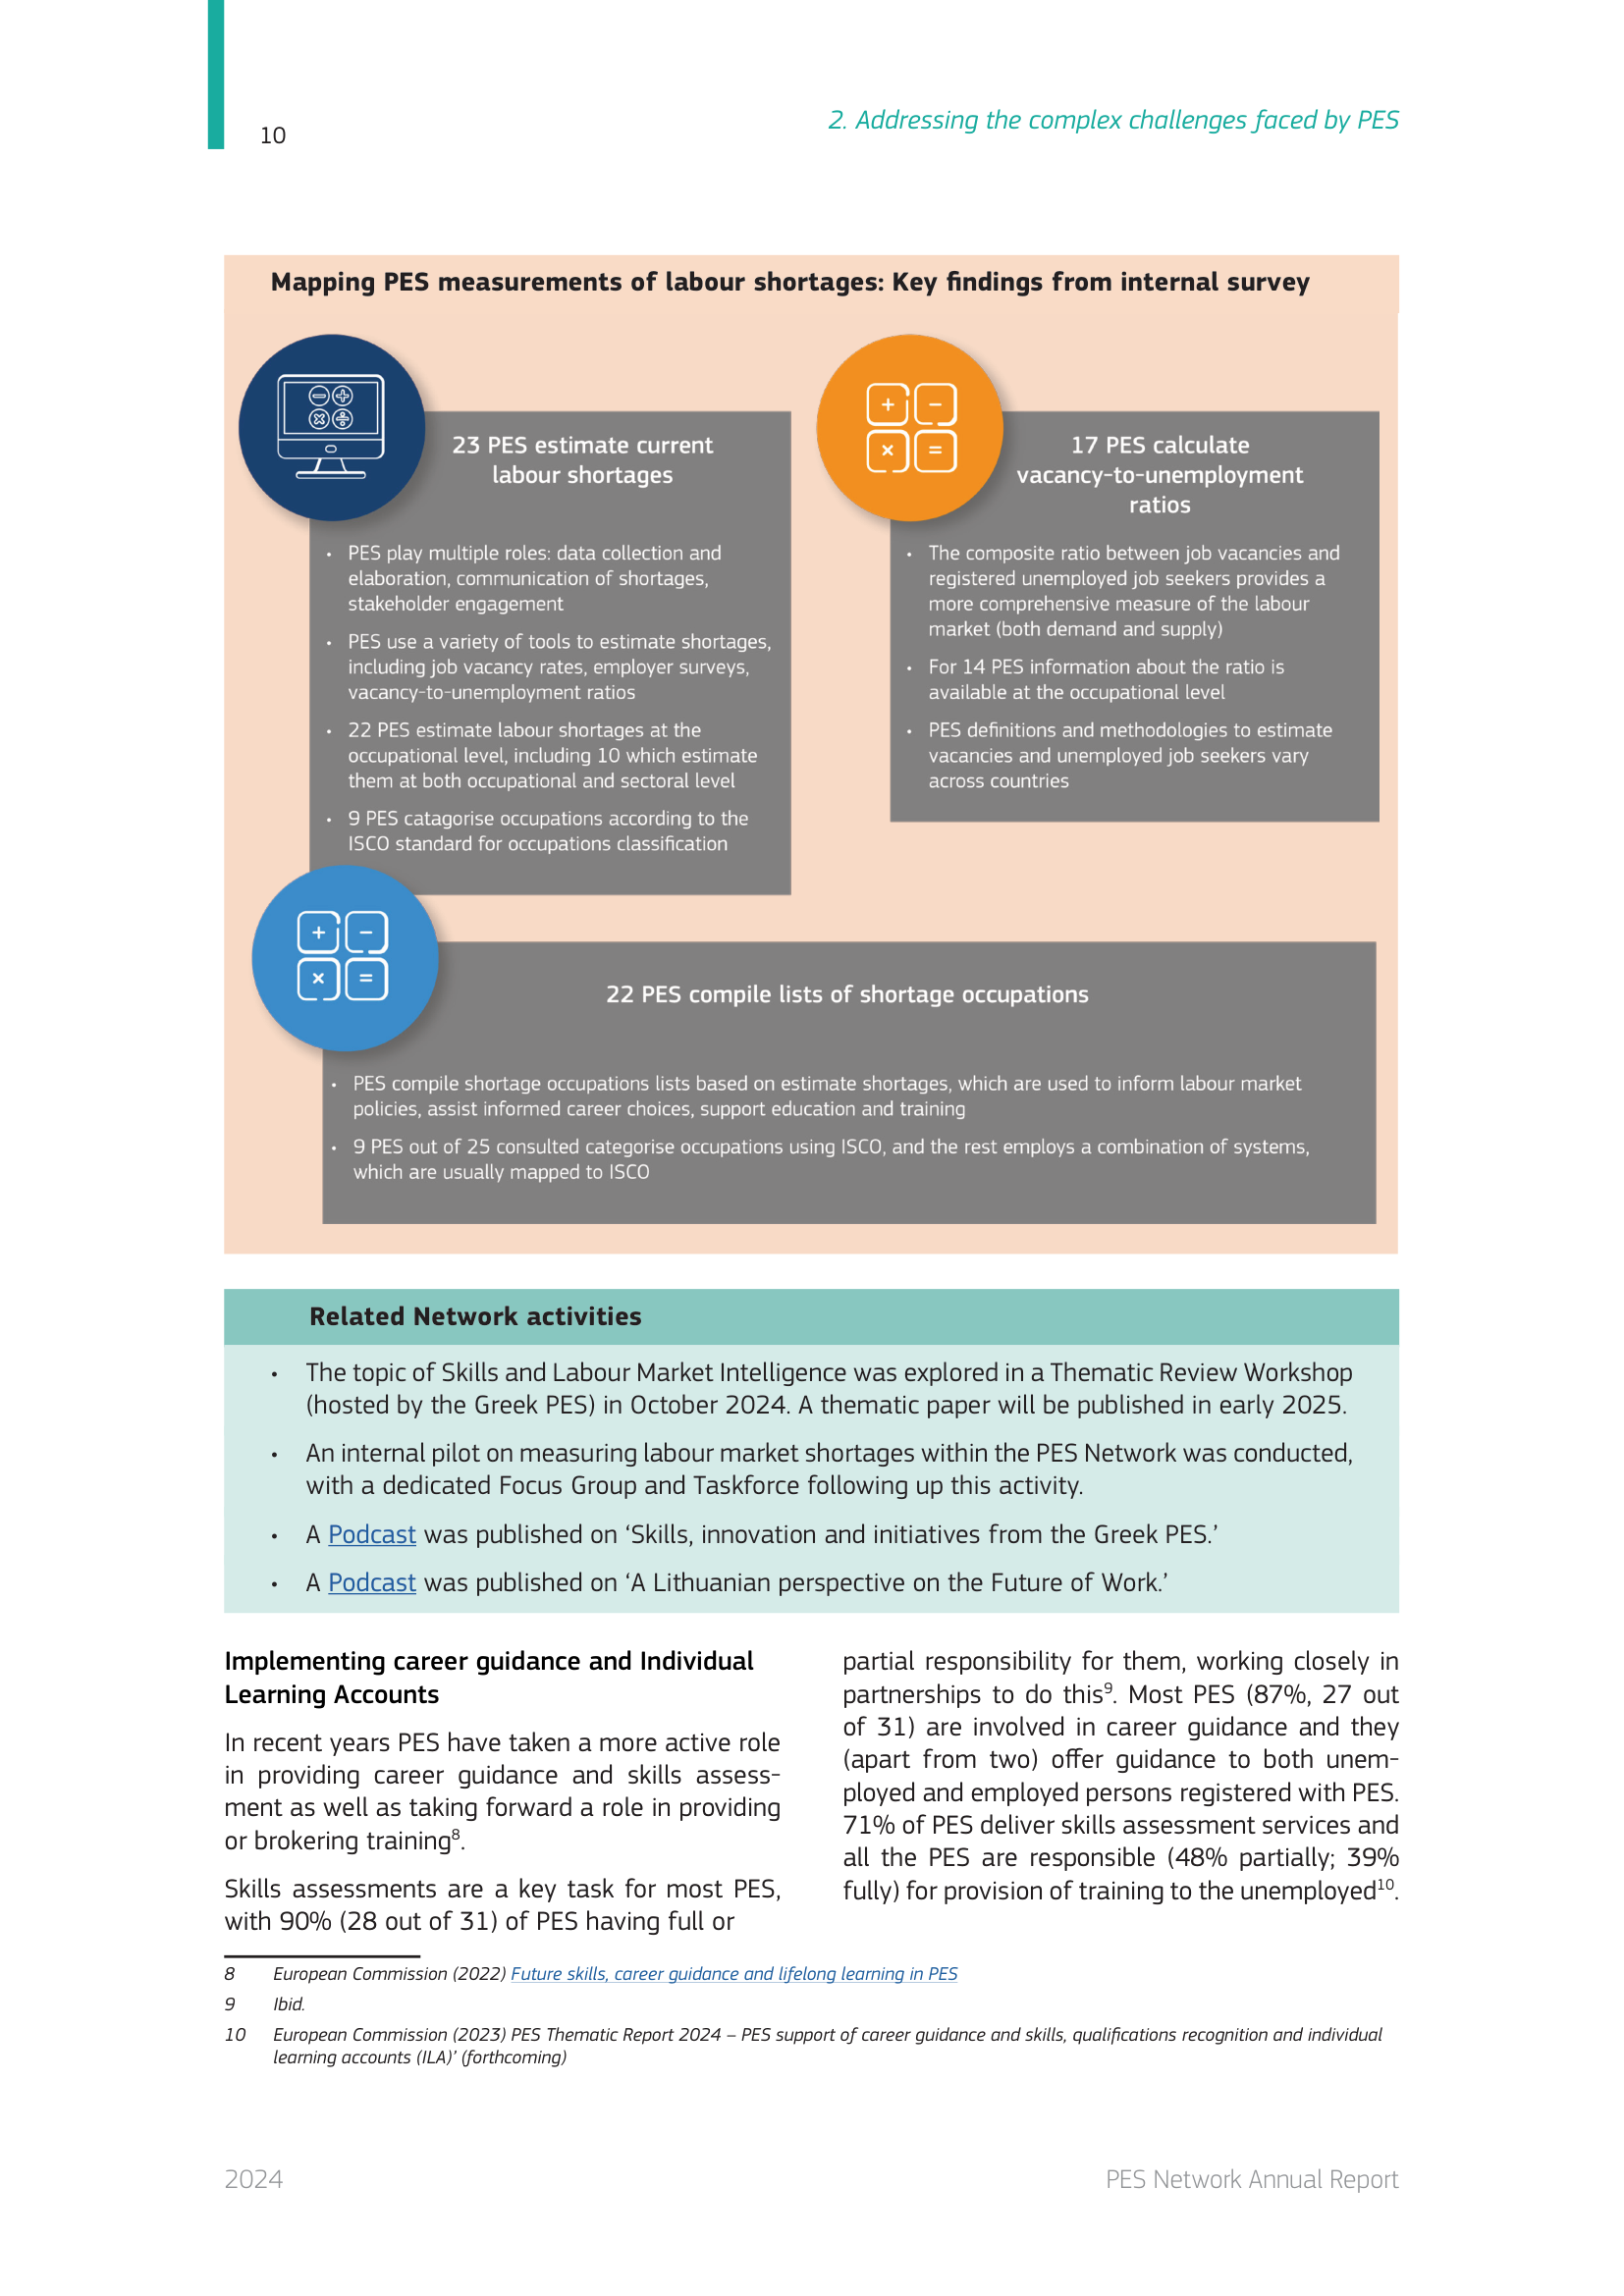 10
2. Addressing the complex challenges faced by PES
Mapping PES measurements of labour shortages: Key findings from internal survey
23 PES estimate current
labour shortages
• PES play multiple roles: data collection and
elaboration, communication of shortages,
stakeholder engagement
• PES use a variety of tools to estimate shortages,
including job vacancy rates, employer surveys,
vacancy-to-unemployment ratios
• 22 PES estimate labour shortages at the
occupational level, including 10 which estimate
them at both occupational and sectoral level
• 9 PES catagorise occupations according to the
ISCO standard for occupations classification
17 PES calculate
vacancy-to-unemployment
ratios
• The composite ratio between job vacancies and
registered unemployed job seekers provides a
more comprehensive measure of the labour
market (both demand and supply)
• For 14 PES information about the ratio is
available at the occupational level
• PES definitions and methodologies to estimate
vacancies and unemployed job seekers vary
across countries
22 PES compile lists of shortage occupations
• PES compile shortage occupations lists based on estimate shortages, which are used to inform labour market
policies, assist informed career choices, support education and training
• 9 PES out of 25 consulted categorise occupations using ISCO, and the rest employs a combination of systems,
which are usually mapped to ISCO
Related Network activities
• The topic of Skills and Labour Market Intelligence was explored in a Thematic Review Workshop
(hosted by the Greek PES) in October 2024. A thematic paper will be published in early 2025.
• An internal pilot on measuring labour market shortages within the PES Network was conducted,
with a dedicated Focus Group and Taskforce following up this activity.
• A Podcast was published on ‘Skills, innovation and initiatives from the Greek PES.’
• A Podcast was published on ‘A Lithuanian perspective on the Future of Work.’
Implementing career guidance and Individual
Learning Accounts
In recent years PES have taken a more active role
in providing career guidance and skills assess-
ment as well as taking forward a role in providing
or brokering training8.
Skills assessments are a key task for most PES,
with 90% (28 out of 31) of PES having full or
partial responsibility for them, working closely in
partnerships to do this9. Most PES (87%, 27 out
of 31) are involved in career guidance and they
(apart from two) offer guidance to both unem-
ployed and employed persons registered with PES.
71% of PES deliver skills assessment services and
all the PES are responsible (48% partially; 39%
fully) for provision of training to the unemployed10.
8 European Commission (2022) Future skills, career guidance and lifelong learning in PES
9 Ibid.
10 European Commission (2023) PES Thematic Report 2024 – PES support of career guidance and skills, qualifications recognition and individual
learning accounts (ILA)’ (forthcoming)
2024
PES Network Annual Report